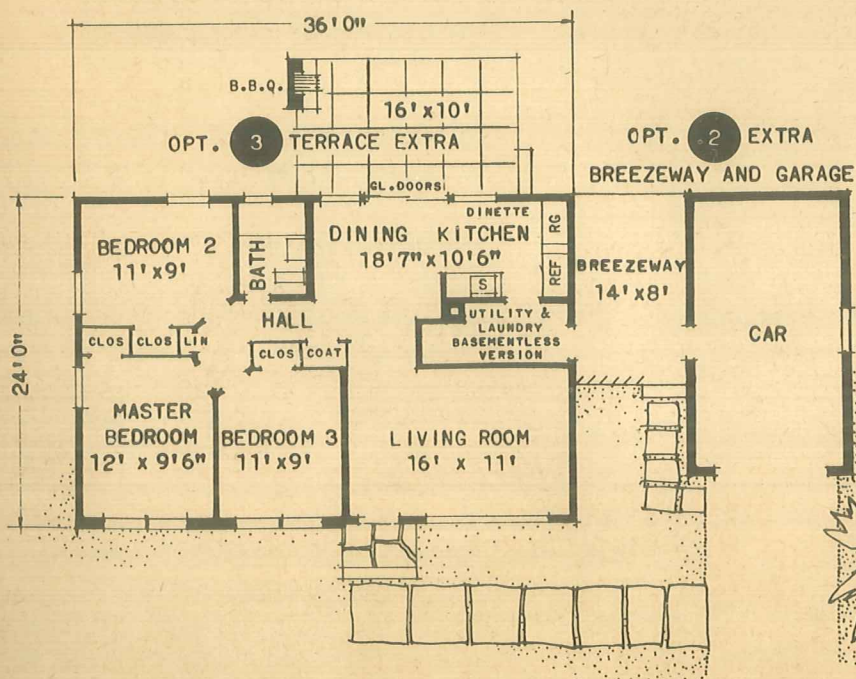 36'0"
B.B.Q.
16'x10'
OPT. 3 TERRACE EXTRA
OPT. 2 EXTRA
BREEZEWAY AND GARAGE
GL. DOORS
24'0"
BEDROOM 2
11'x9'
BATH
DINING KITCHEN
18'7"x10'6"
DINETTE
RG
REF
S
BREEZEWAY
14'x8'
CAR
HALL
UTILITY &
LAUNDRY
BASEMENTLESS
VERSION
CLOS
CLOS
LIN
CLOS
COAT
MASTER
BEDROOM
12' x 9'6"
BEDROOM 3
11'x9'
LIVING ROOM
16' x 11'